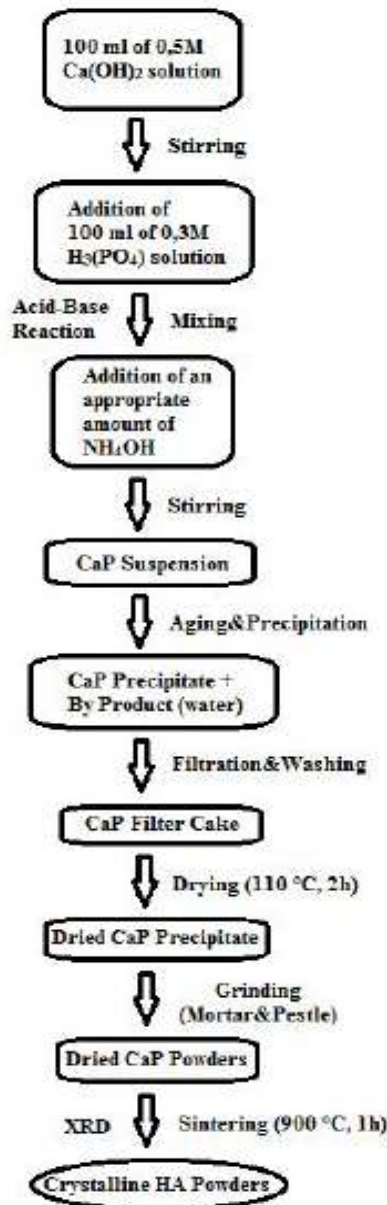 100 ml of 0,5M
Ca(OH)₂ solution
Stirring
Addition of
100 ml of 0,3M
H₃(PO₄) solution
Acid-Base
Reaction
Mixing
Addition of an
appropriate
amount of
NH₄OH
Stirring
CaP Suspension
Aging&Precipitation
CaP Precipitate +
By Product (water)
Filtration&Washing
CaP Filter Cake
Drying (110 °C, 2h)
Dried CaP Precipitate
Grinding
(Mortar&Pestle)
Dried CaP Powders
XRD
Sintering (900 °C, 1h)
Crystalline HA Powders